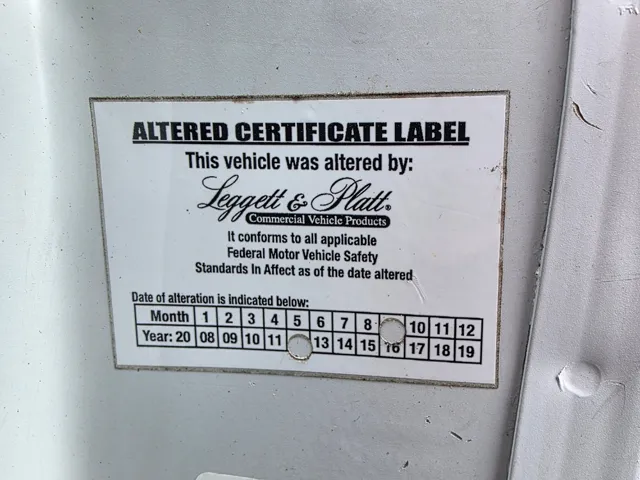 ALTERED CERTIFICATE LABEL
This vehicle was altered by:
Leggett & Platt®
Commercial Vehicle Products
It conforms to all applicable
Federal Motor Vehicle Safety
Standards In Affect as of the date altered
Date of alteration is indicated below:
Month 1 2 3 4 5 6 7 8 10 11 12
Year: 20 08 09 10 11 13 14 15 16 17 18 19